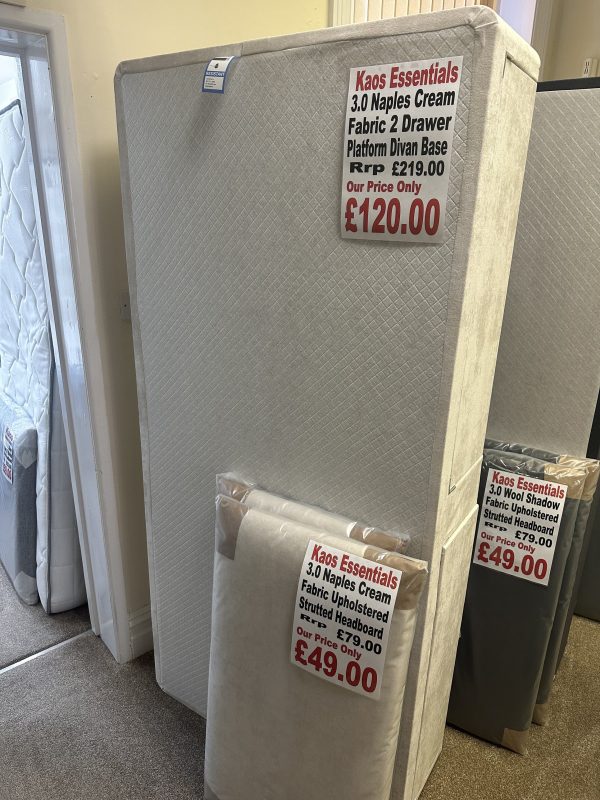 Kaos Essentials
3.0 Naples Cream
Fabric 2 Drawer
Platform Divan Base
Rrp £219.00
Our Price Only
£120.00
Kaos Essentials
3.0 Naples Cream
Fabric Upholstered
Strutted Headboard
Rrp £79.00
Our Price Only
£49.00
Kaos Essentials
3.0 Wool Shadow
Fabric Upholstered
Strutted Headboard
Rrp £79.00
Our Price Only
£49.00